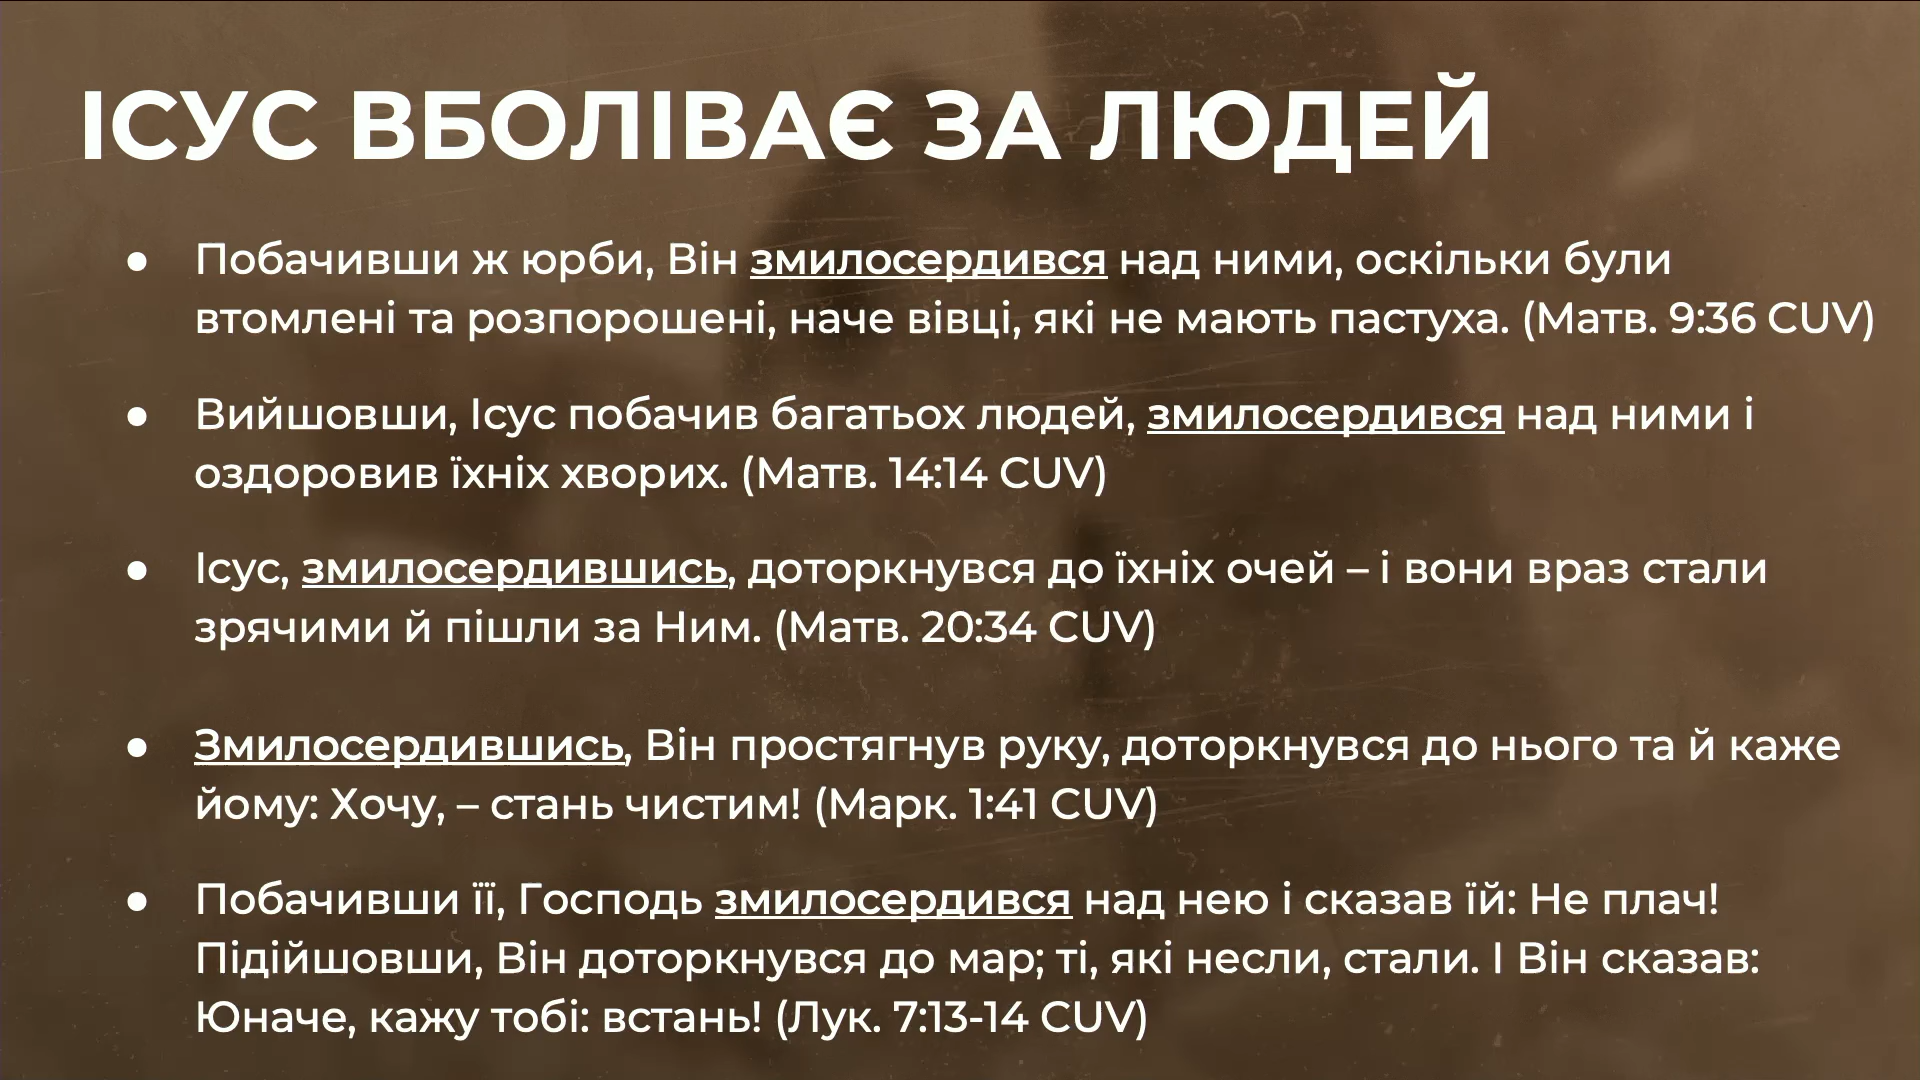 ІСУС ВБОЛІВАЄ ЗА ЛЮДЕЙ
● Побачивши ж юрби, Він змилосердився над ними, оскільки були
втомлені та розпорошені, наче вівці, які не мають пастуха. (Матв. 9:36 CUV)
● Вийшовши, Ісус побачив багатьох людей, змилосердився над ними і
оздоровив їхніх хворих. (Матв. 14:14 CUV)
● Ісус, змилосердившись, доторкнувся до їхніх очей – і вони враз стали
зрячими й пішли за Ним. (Матв. 20:34 CUV)
● Змилосердившись, Він простягнув руку, доторкнувся до нього та й каже
йому: Хочу, – стань чистим! (Марк. 1:41 CUV)
● Побачивши її, Господь змилосердився над нею і сказав їй: Не плач!
Підійшовши, Він доторкнувся до мар; ті, які несли, стали. І Він сказав:
Юначе, кажу тобі: встань! (Лук. 7:13-14 CUV)